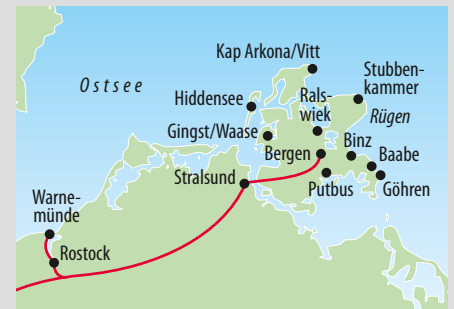 Kap Arkona/Vitt
Stubben-
kammer
Ostsee
Hiddensee
Rals-
wiek
Rügen
Gingst/Waase
Binz
Bergen
Baabe
Stralsund
Putbus
Göhren
Warne-
münde
Rostock